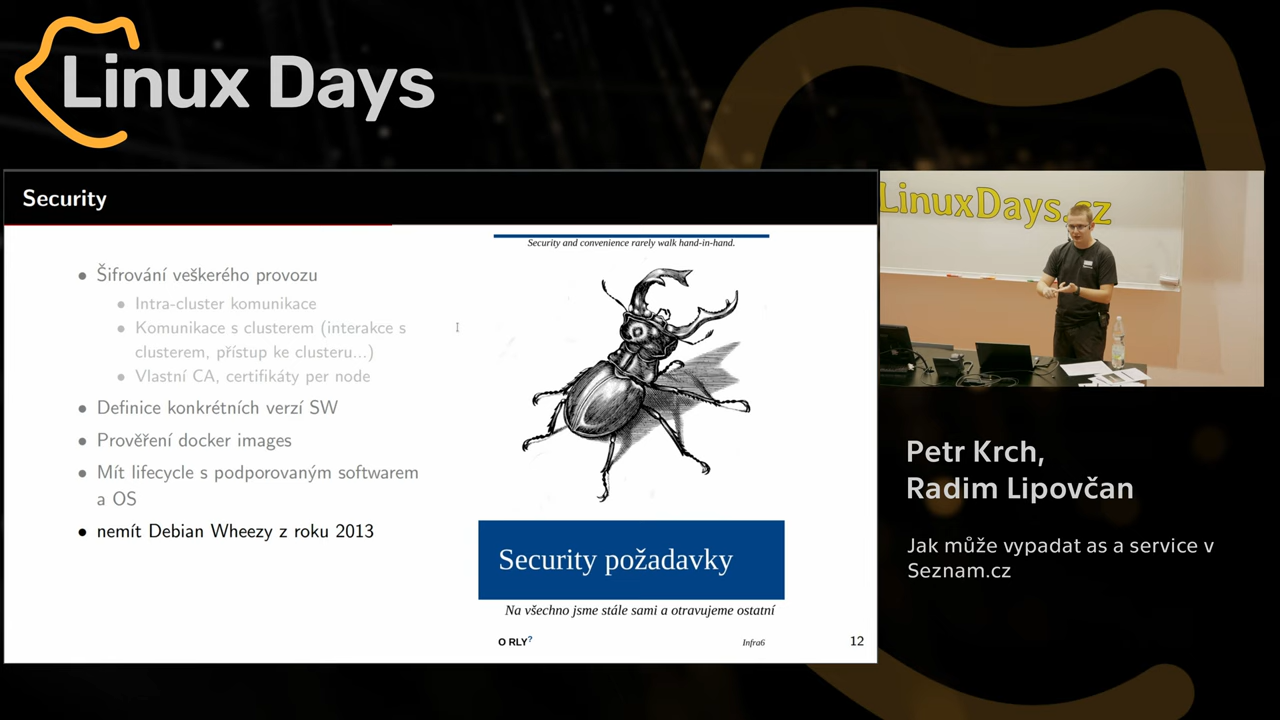 Linux Days
Security
Šifrování veškerého provozu
Intra-cluster komunikace
Komunikace s clusterem (interakce s
clusterem, přístup ke clusteru...)
Vlastní CA, certifikáty per node
Definice konkrétních verzí SW
Prověření docker images
Mít lifecycle s podporovaným softwarem
a OS
nemít Debian Wheezy z roku 2013
Security and convenience rarely walk hand-in-hand.
Security požadavky
Na všechno jsme stále sami a otravujeme ostatní
O RLY?
Infra6
12
LinuxDays.cz
Petr Krch,
Radim Lipovčan
Jak může vypadat as a service v
Seznam.cz